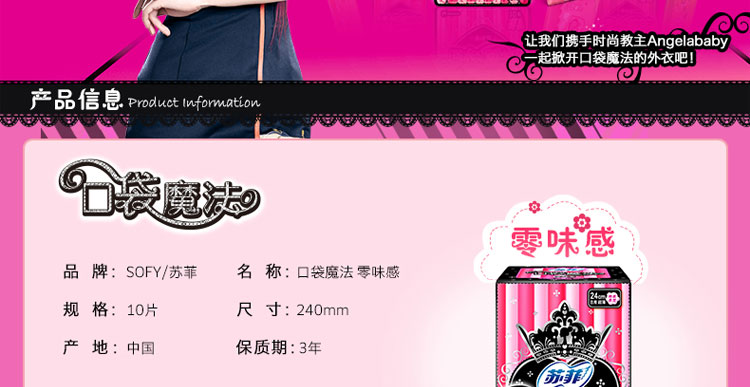 让我们携手时尚教主Angelababy
一起掀开口袋魔法的外衣吧!
产品信息 Product Information
口袋魔法
零味感
品 牌: SOFY/苏菲 名 称: 口袋魔法 零味感
规 格: 10片 尺 寸: 240mm
产 地: 中国 保质期: 3年
24cm
苏菲